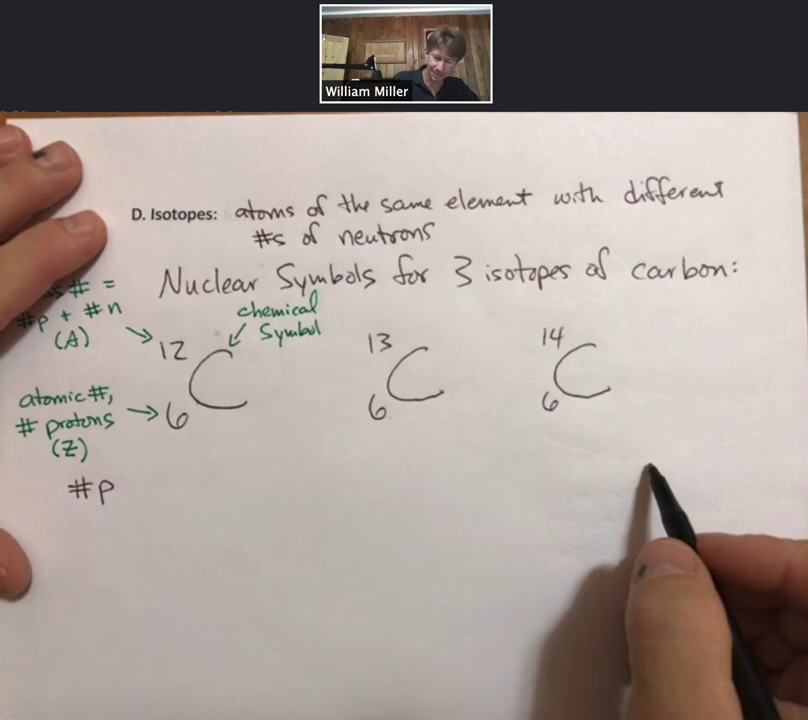 William Miller
D. Isotopes: atoms of the same element with different
#s of neutrons
Nuclear Symbols for 3 isotopes of carbon:
# =
#p + #n
(A)
chemical
Symbol
12 C
6
13 C
6
14 C
6
atomic #,
# protons
(Z)
#p